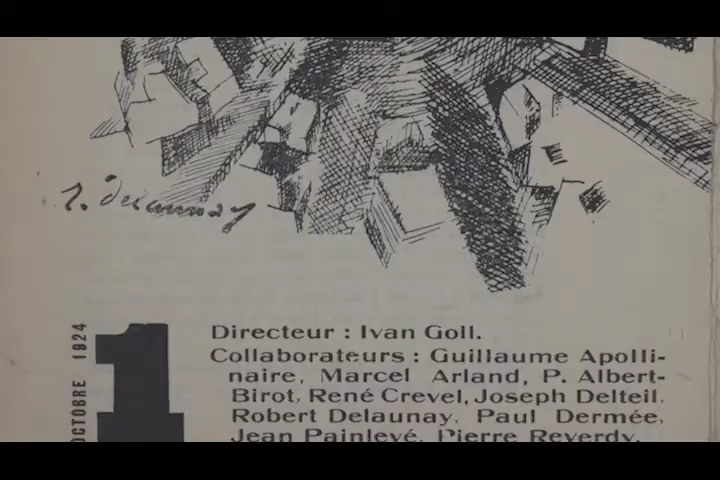 r. delaunay
OCTOBRE 1924
1
Directeur : Ivan Goll.
Collaborateurs : Guillaume Apolli-
naire, Marcel Arland, P. Albert-
Birot, René Crevel, Joseph Delteil,
Robert Delaunay, Paul Dermée,
Jean Painlevé, Pierre Reverdy,